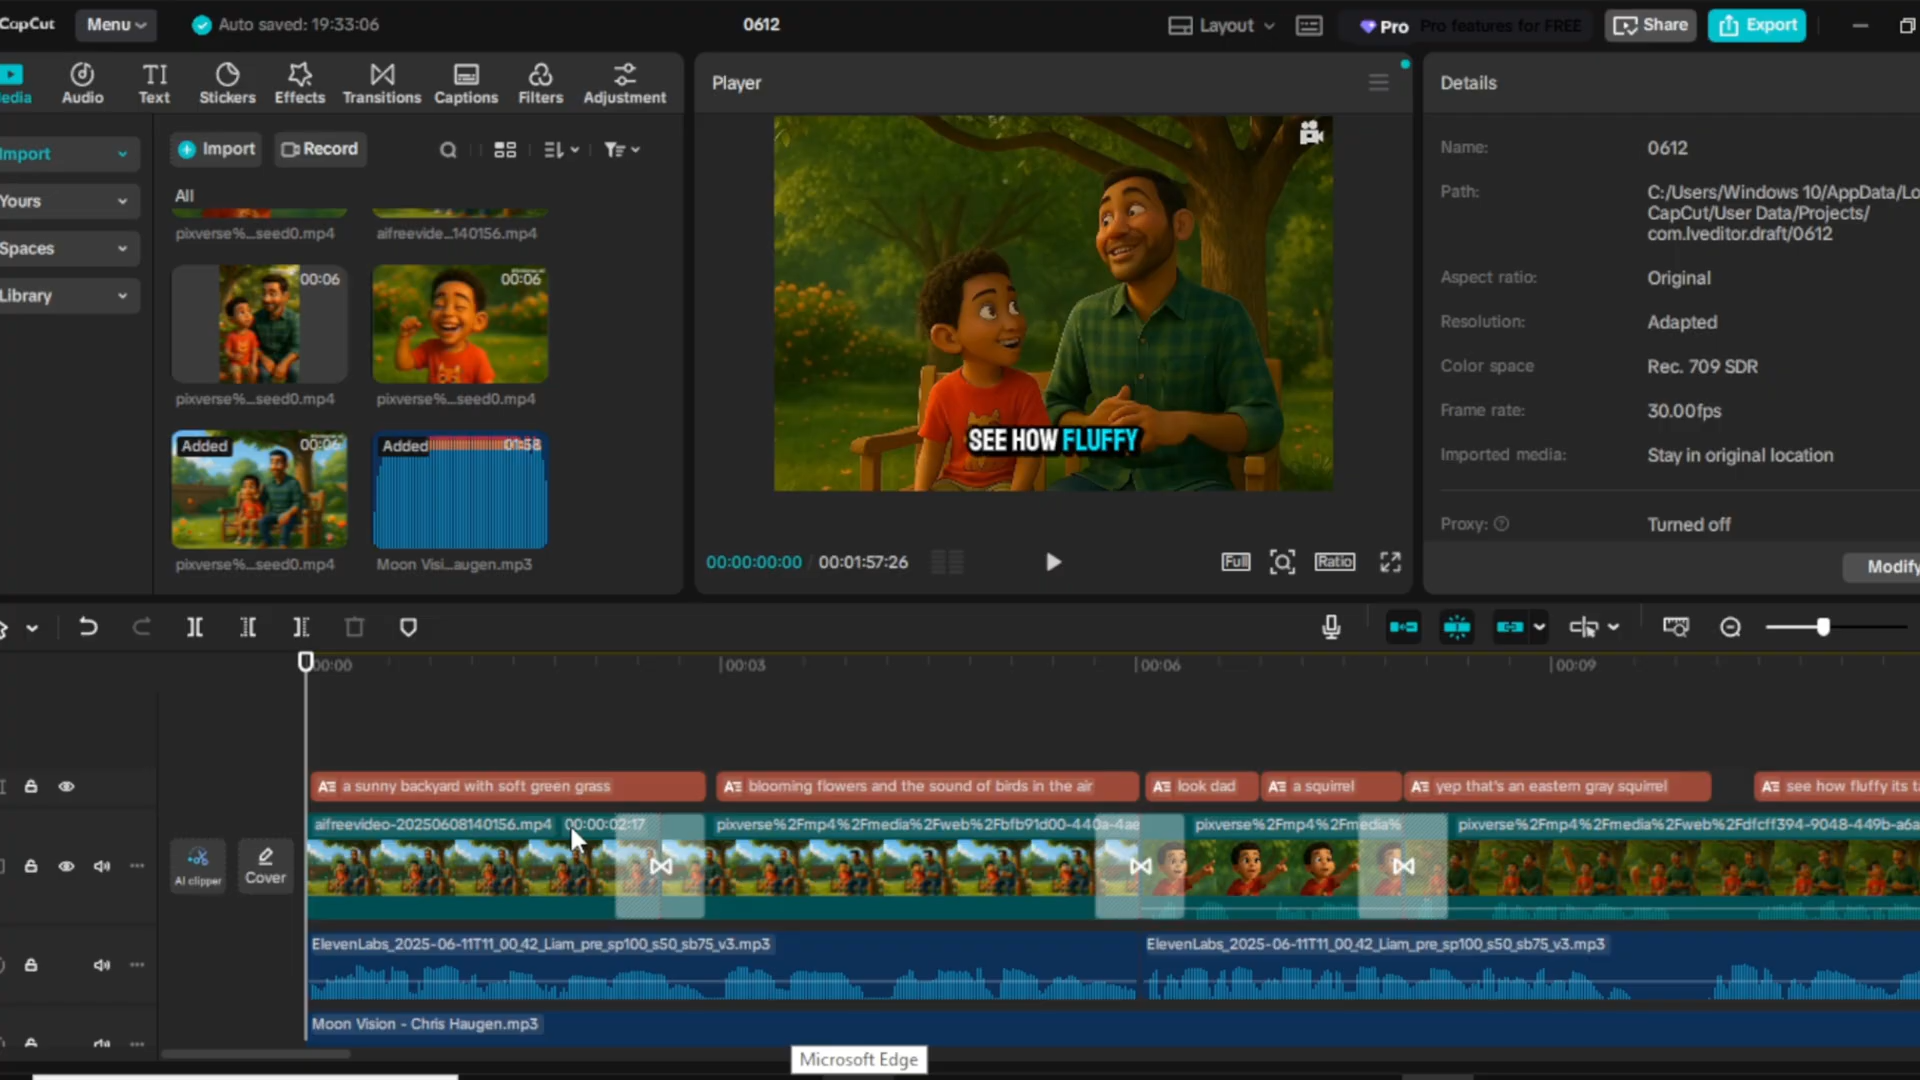 CapCut
Menu
Auto saved: 19:33:06
0612
Layout
Pro
Pro features for FREE
Share
Export
edia
Audio
Text
Stickers
Effects
Transitions
Captions
Filters
Adjustment
Import
Yours
Spaces
Library
Import
Record
All
pixverse%...seed0.mp4
aifreevide...140156.mp4
00:06
00:06
pixverse%...seed0.mp4
pixverse%...seed0.mp4
Added
00:06
Added
01:58
pixverse%...seed0.mp4
Moon Visi...augen.mp3
Player
SEE HOW FLUFFY
00:00:00:00 / 00:01:57:26
Full
Ratio
Details
Name:
0612
Path:
C:/Users/Windows 10/AppData/Lo
CapCut/User Data/Projects/
com.lveditor.draft/0612
Aspect ratio:
Original
Resolution:
Adapted
Color space
Rec. 709 SDR
Frame rate:
30.00fps
Imported media:
Stay in original location
Proxy:
Turned off
Modify
00:00
00:03
00:06
00:09
a sunny backyard with soft green grass
blooming flowers and the sound of birds in the air
look dad
a squirrel
yep that's an eastern gray squirrel
see how fluffy its t
aifreevideo-20250608140156.mp4 00:00:02:17
pixverse%2Fmp4%2Fmedia%2Fweb%2Fbfb91d00-440a-4ae
pixverse%2Fmp4%2Fmedia%
pixverse%2Fmp4%2Fmedia%2Fweb%2Fdfcff394-9048-449b-a6a
AI clipper
Cover
ElevenLabs_2025-06-11T11_00_42_Liam_pre_sp100_s50_sb75_v3.mp3
ElevenLabs_2025-06-11T11_00_42_Liam_pre_sp100_s50_sb75_v3.mp3
Moon Vision - Chris Haugen.mp3
Microsoft Edge